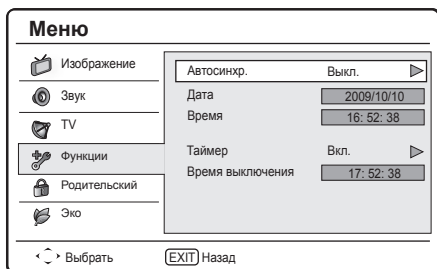 Меню
Изображение
Звук
TV
Функции
Родительский
Эко
Автосинхр. Выкл.
Дата 2009/10/10
Время 16: 52: 38
Таймер Вкл.
Время выключения 17: 52: 38
Выбрать EXIT Назад